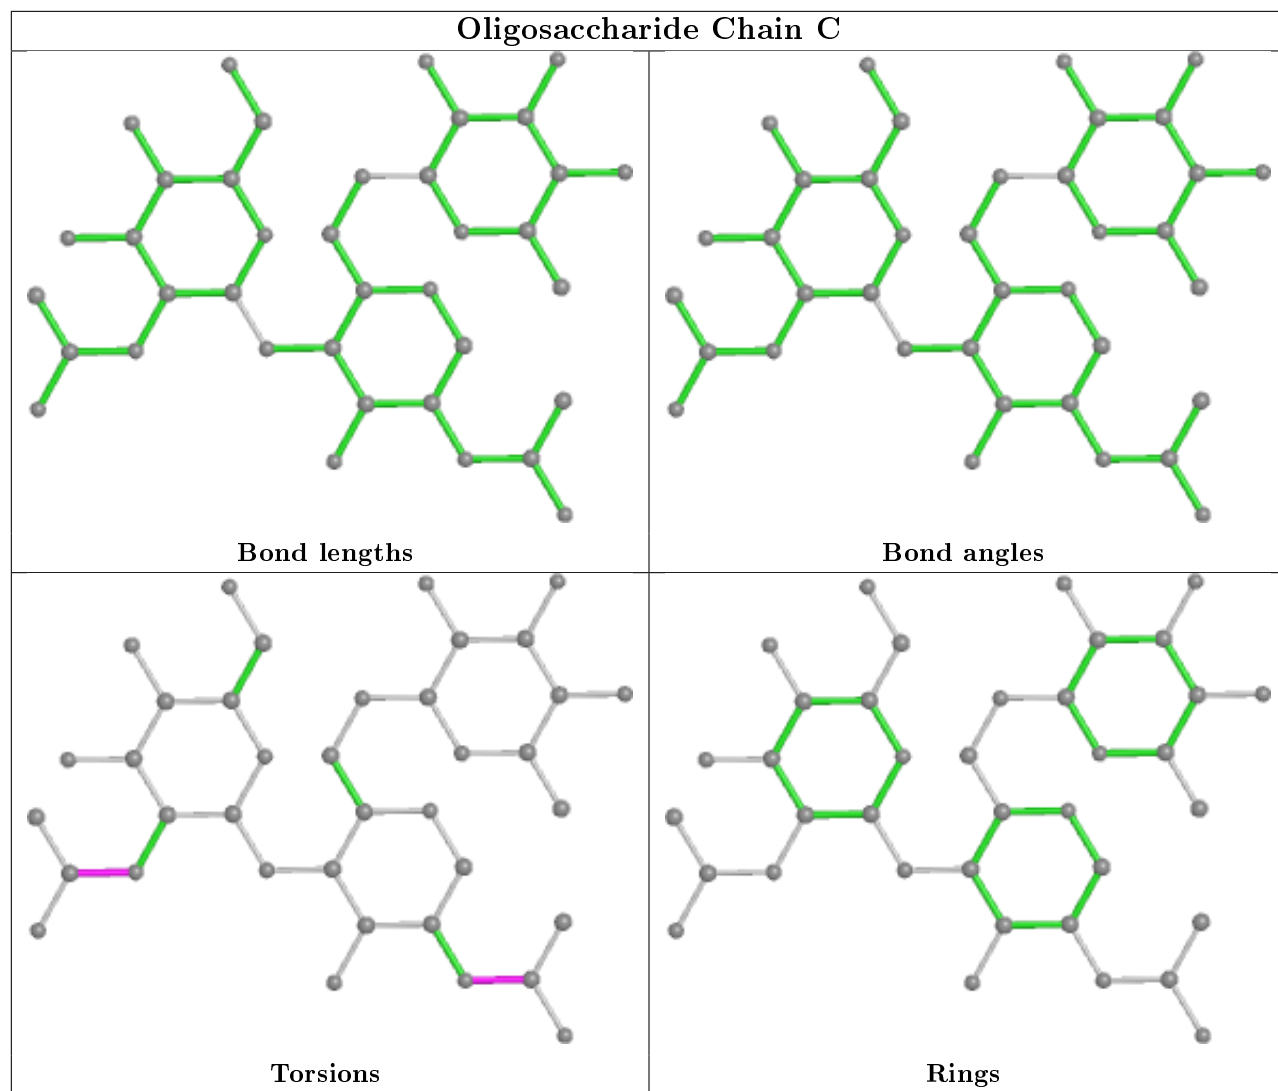 Oligosaccharide Chain C
Bond lengths
Bond angles
Torsions
Rings